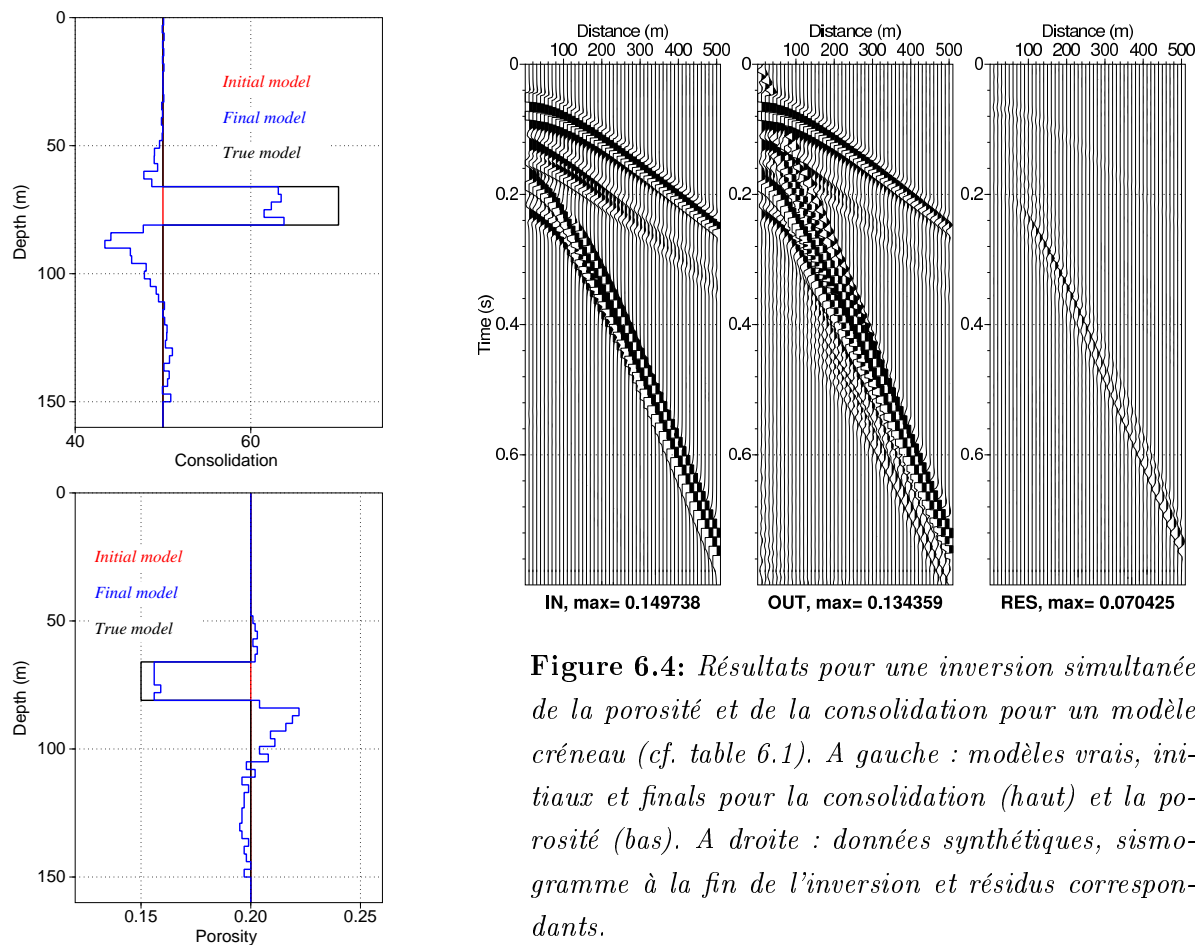 0
50
100
150
Depth (m)
40
60
Consolidation
Initial model
Final model
True model
0
50
100
150
Depth (m)
0.15
0.20
0.25
Porosity
Initial model
Final model
True model
Distance (m)
100 200 300 400 500
0
0.2
0.4
0.6
Time (s)
IN, max= 0.149738
Distance (m)
100 200 300 400 500
0
0.2
0.4
0.6
OUT, max= 0.134359
Distance (m)
100 200 300 400 500
0
0.2
0.4
0.6
RES, max= 0.070425
Figure 6.4: Résultats pour une inversion simultanée
de la porosité et de la consolidation pour un modèle
créneau (cf. table 6.1). A gauche : modèles vrais, ini-
tiaux et finals pour la consolidation (haut) et la po-
rosité (bas). A droite : données synthétiques, sismo-
gramme à la fin de l'inversion et résidus correspon-
dants.